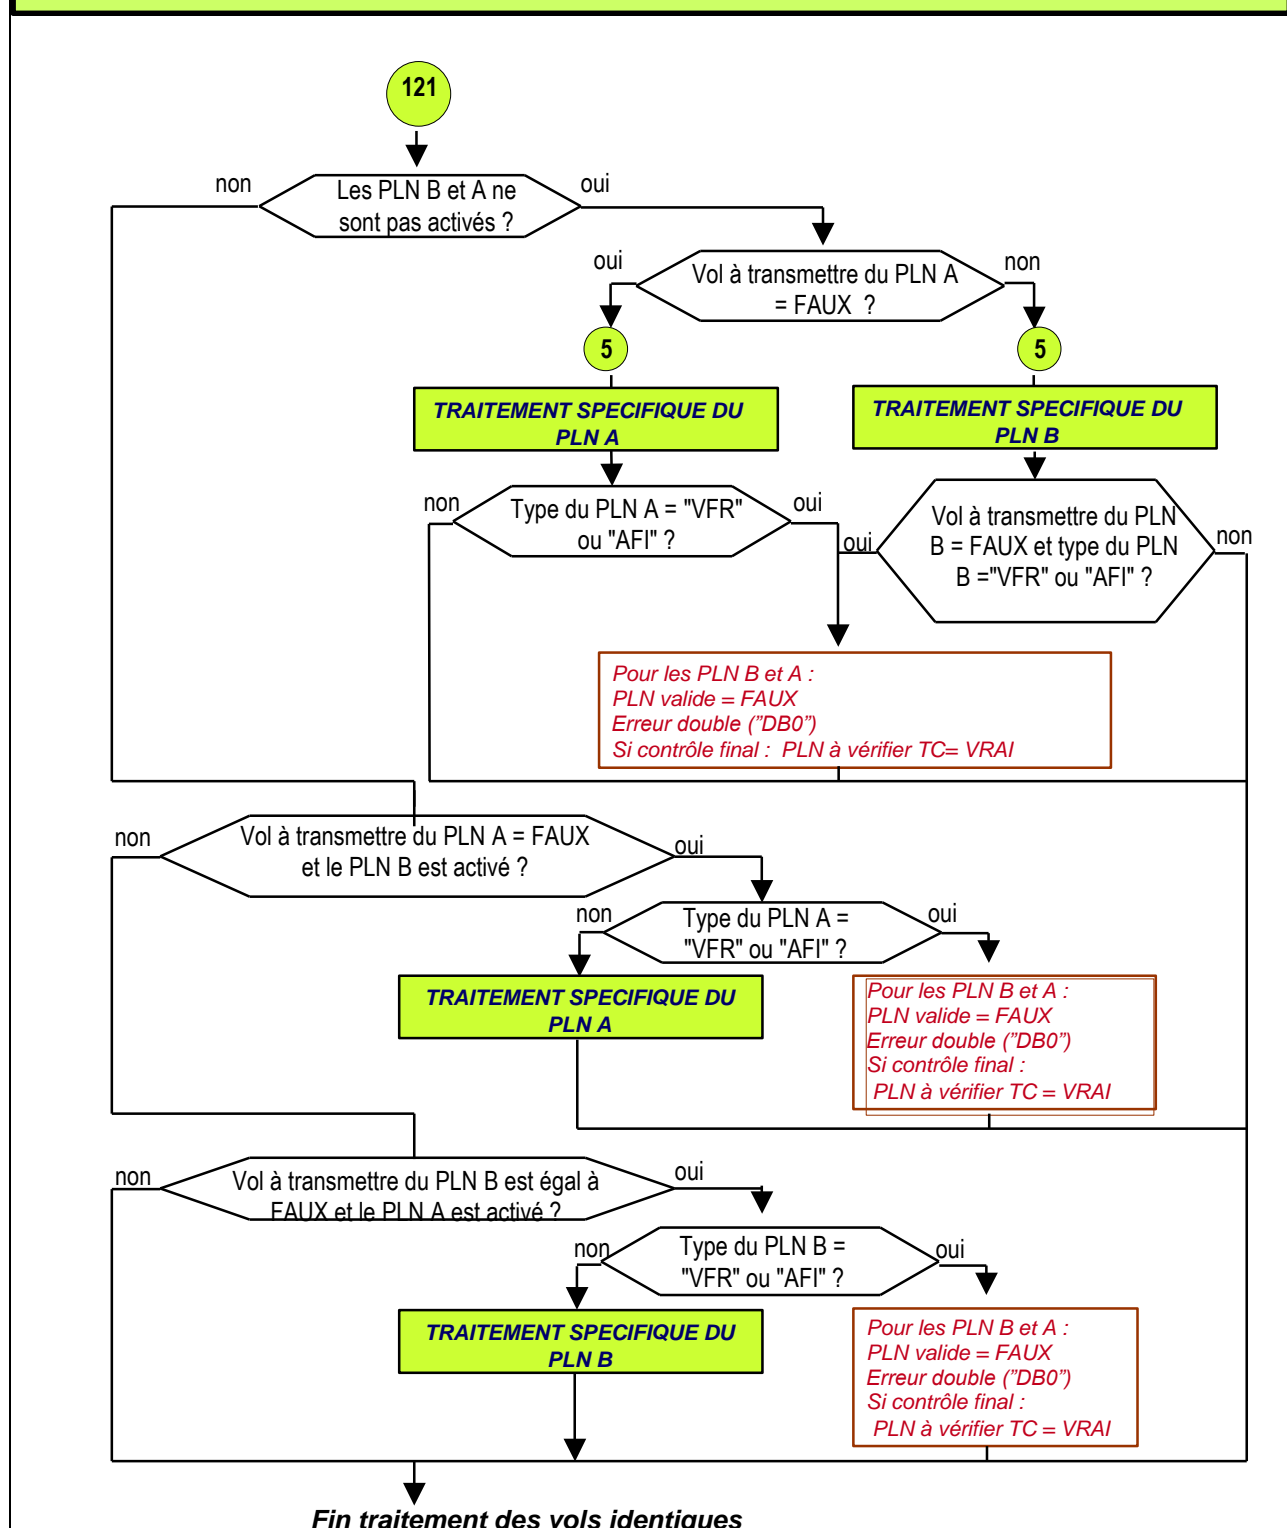 121
non
Les PLN B et A ne
sont pas activés ?
oui
oui
Vol à transmettre du PLN A
= FAUX ?
non
5
5
TRAITEMENT SPECIFIQUE DU
PLN A
TRAITEMENT SPECIFIQUE DU
PLN B
non
Type du PLN A = "VFR"
ou "AFI" ?
oui
oui
Vol à transmettre du PLN
B = FAUX et type du PLN
B ="VFR" ou "AFI" ?
non
Pour les PLN B et A :
PLN valide = FAUX
Erreur double ("DB0")
Si contrôle final : PLN à vérifier TC= VRAI
non
Vol à transmettre du PLN A = FAUX
et le PLN B est activé ?
oui
non
Type du PLN A =
"VFR" ou "AFI" ?
oui
TRAITEMENT SPECIFIQUE DU
PLN A
Pour les PLN B et A :
PLN valide = FAUX
Erreur double ("DB0")
Si contrôle final :
PLN à vérifier TC = VRAI
non
Vol à transmettre du PLN B est égal à
FAUX et le PLN A est activé ?
oui
non
Type du PLN B =
"VFR" ou "AFI" ?
oui
TRAITEMENT SPECIFIQUE DU
PLN B
Pour les PLN B et A :
PLN valide = FAUX
Erreur double ("DB0")
Si contrôle final :
PLN à vérifier TC = VRAI
Fin traitement des vols identiques